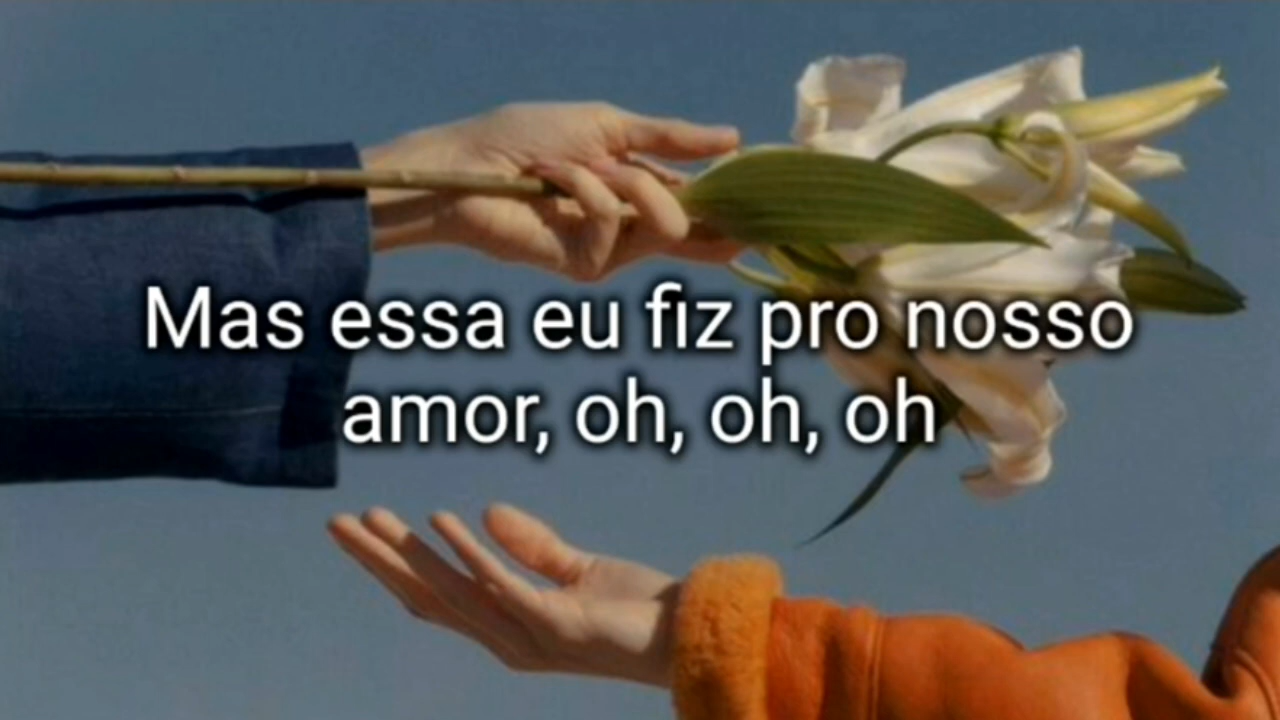 Mas essa eu fiz pro nosso
amor, oh, oh, oh